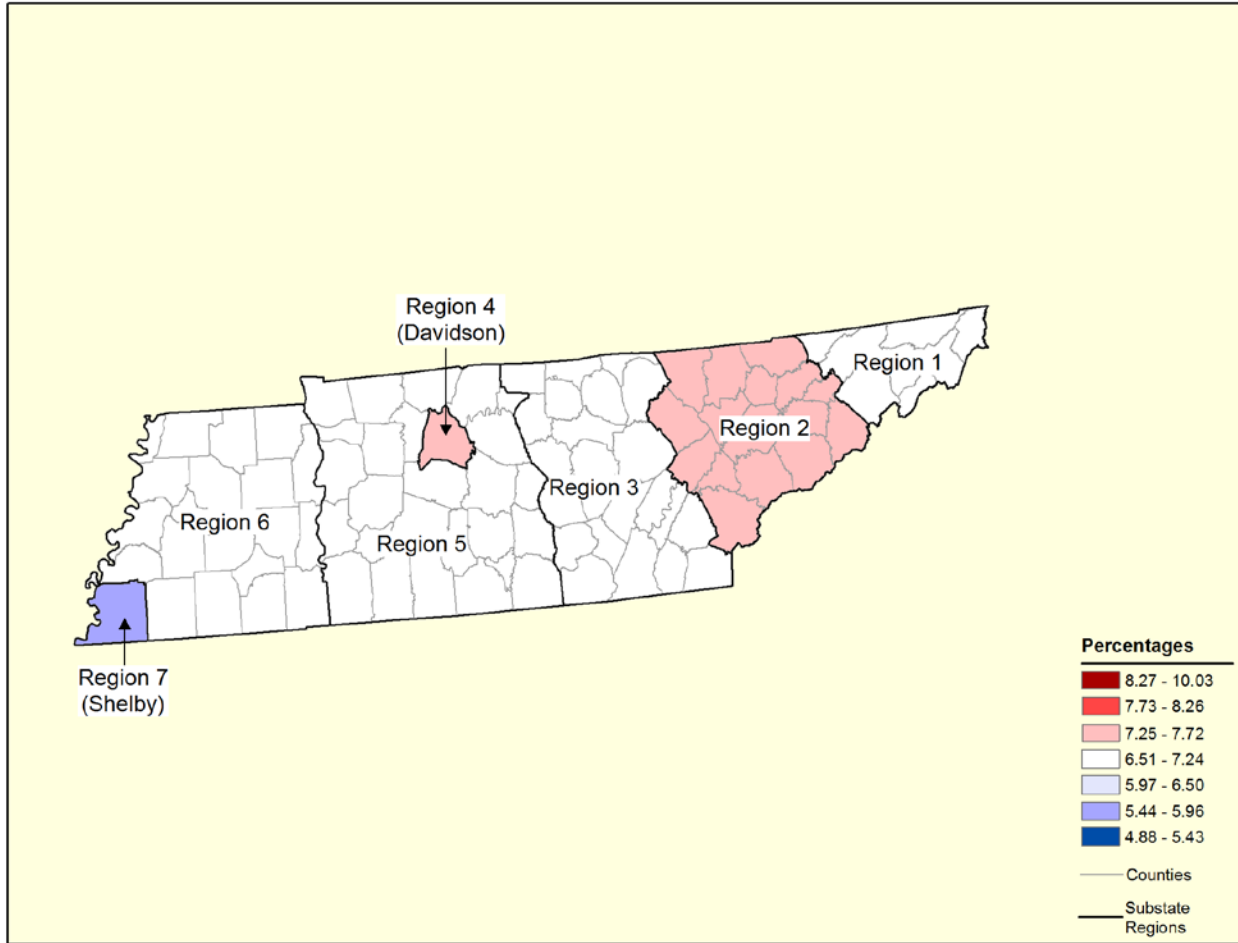 Region 4
(Davidson)
Region 1
Region 2
Region 3
Region 6
Region 5
Region 7
(Shelby)
Percentages
8.27 - 10.03
7.73 - 8.26
7.25 - 7.72
6.51 - 7.24
5.97 - 6.50
5.44 - 5.96
4.88 - 5.43
Counties
Substate
Regions